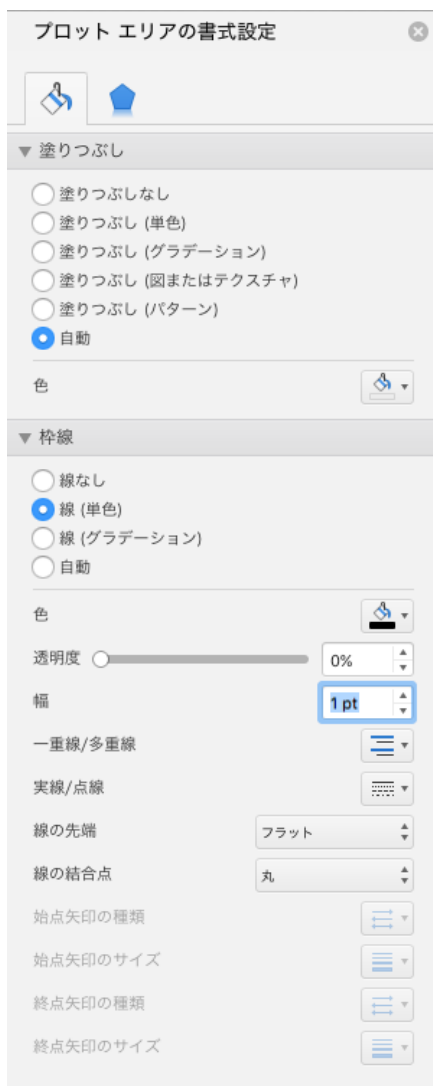 プロット エリアの書式設定
塗りつぶし
塗りつぶしなし
塗りつぶし (単色)
塗りつぶし (グラデーション)
塗りつぶし (図またはテクスチャ)
塗りつぶし (パターン)
自動
色
枠線
線なし
線 (単色)
線 (グラデーション)
自動
色
透明度 0%
幅 1 pt
一重線/多重線
実線/点線
線の先端 フラット
線の結合点 丸
始点矢印の種類
始点矢印のサイズ
終点矢印の種類
終点矢印のサイズ